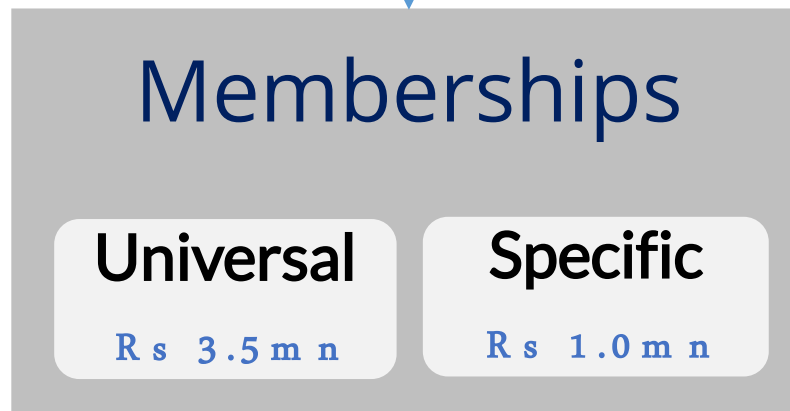 Memberships
Universal
Rs 3.5mn
Specific
Rs 1.0mn